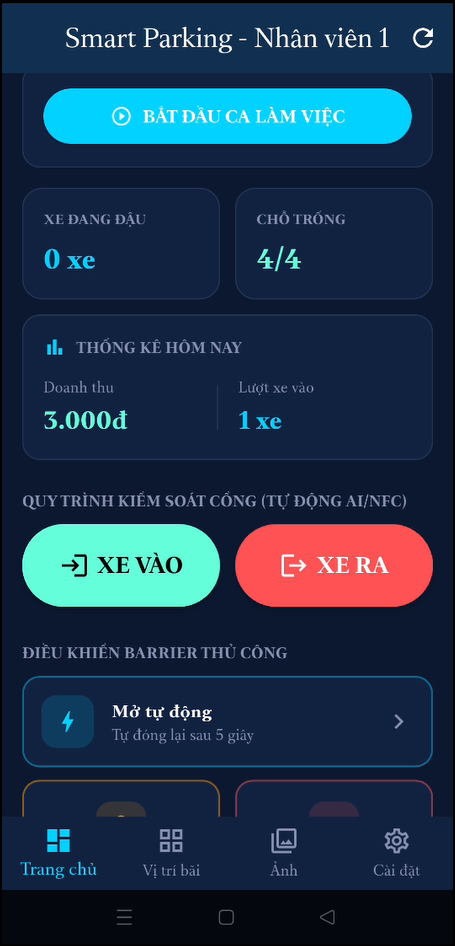 Smart Parking - Nhân viên 1
BẮT ĐẦU CA LÀM VIỆC
XE ĐANG ĐẬU
CHỖ TRỐNG
0 xe
4/4
THỐNG KÊ HÔM NAY
Doanh thu
Lượt xe vào
3.000đ
1 xe
QUY TRÌNH KIỂM SOÁT CỔNG (TỰ ĐỘNG AI/NFC)
XE VÀO
XE RA
ĐIỀU KHIỂN BARRIER THỦ CÔNG
Mở tự động
Tự đóng lại sau 5 giây
Trang chủ
Vị trí bãi
Ảnh
Cài đặt